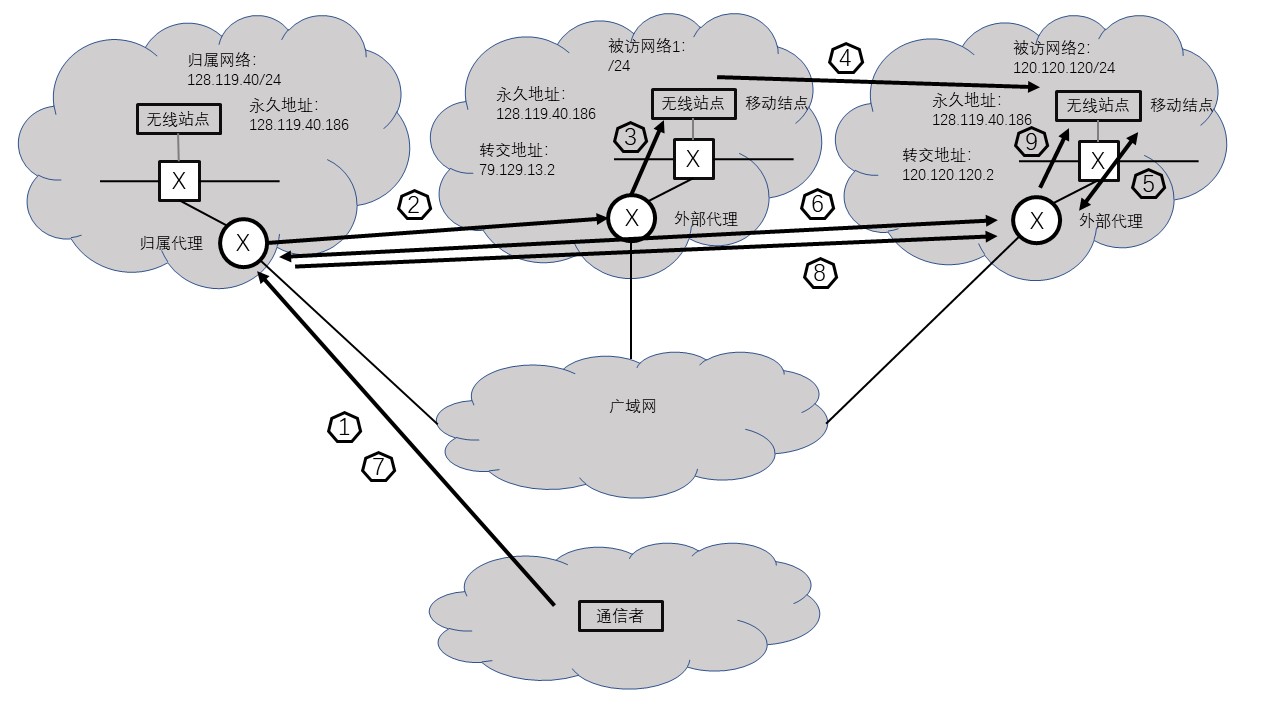 归属网络：
128.119.40/24
无线站点
永久地址：
128.119.40.186
X
归属代理
X
②
被访网络1：
/24
永久地址：
128.119.40.186
无线站点
移动结点
③
转交地址：
79.129.13.2
X
X
外部代理
④
⑥
⑧
被访网络2：
120.120.120/24
永久地址：
128.119.40.186
无线站点
移动结点
⑨
转交地址：
120.120.120.2
X
⑤
X
外部代理
广域网
①
⑦
通信者